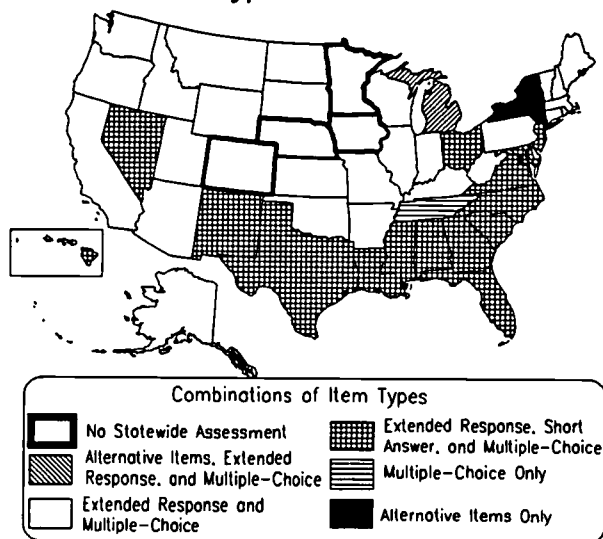 Combinations of Item Types
No Statewide Assessment
Alternative Items, Extended
Response, and Multiple-Choice
Extended Response and
Multiple-Choice
Extended Response, Short
Answer, and Multiple-Choice
Multiple-Choice Only
Alternative Items Only